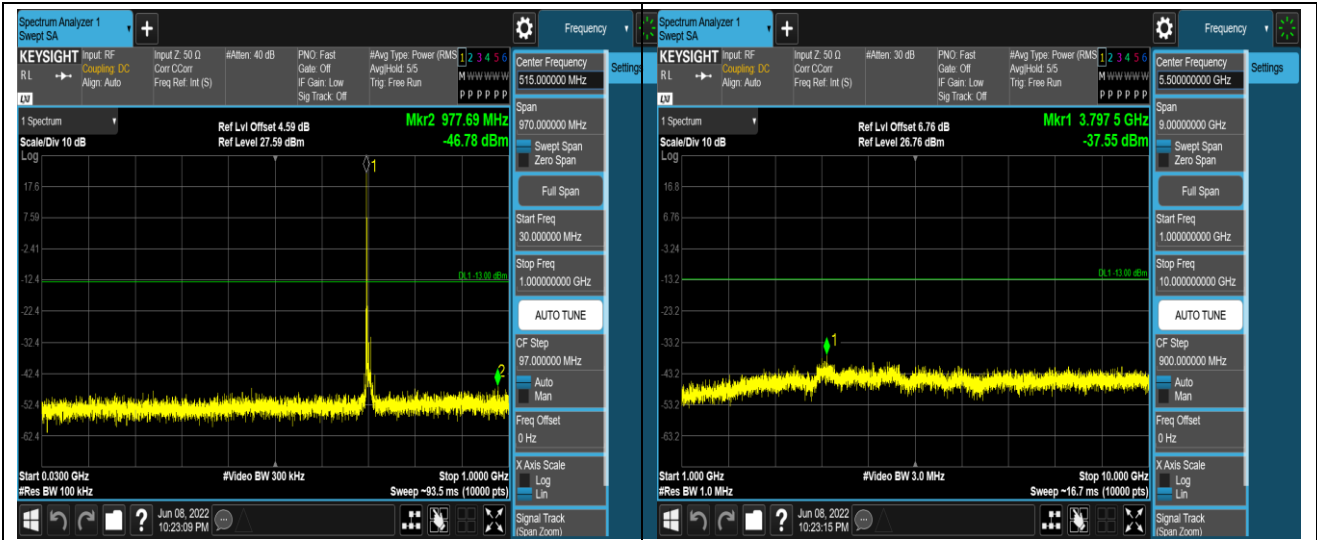 Spectrum Analyzer 1
Swept SA
+
Frequency
KEYSIGHT
RL
LXI
Input: RF
Coupling: DC
Align: Auto
Input Z: 50 Ω
Corr CCorr
Freq Ref: Int (S)
#Atten: 40 dB
PNO: Fast
Gate: Off
IF Gain: Low
Sig Track: Off
#Avg Type: Power (RMS
Avg|Hold: 5/5
Trig: Free Run
1 2 3 4 5 6
M W W W W W
P P P P P P
1 Spectrum
Scale/Div 10 dB
Log
Ref Lvl Offset 4.59 dB
Ref Level 27.59 dBm
Mkr2 977.69 MHz
-46.78 dBm
1
17.6
7.59
-2.41
-12.4
DL1 -13.00 dBm
-22.4
-32.4
-42.4
2
-52.4
-62.4
Start 0.0300 GHz
#Res BW 100 kHz
#Video BW 300 kHz
Stop 1.0000 GHz
Sweep ~93.5 ms (10000 pts)
Center Frequency
515.000000 MHz
Settings
Span
970.000000 MHz
Swept Span
Zero Span
Full Span
Start Freq
30.000000 MHz
Stop Freq
1.000000000 GHz
AUTO TUNE
CF Step
97.000000 MHz
Auto
Man
Freq Offset
0 Hz
X Axis Scale
Log
Lin
Signal Track
(Span Zoom)
?
Jun 08, 2022
10:23:09 PM
Spectrum Analyzer 1
Swept SA
+
Frequency
KEYSIGHT
RL
LXI
Input: RF
Coupling: DC
Align: Auto
Input Z: 50 Ω
Corr CCorr
Freq Ref: Int (S)
#Atten: 30 dB
PNO: Fast
Gate: Off
IF Gain: Low
Sig Track: Off
#Avg Type: Power (RMS
Avg|Hold: 5/5
Trig: Free Run
1 2 3 4 5 6
M W W W W W
P P P P P P
1 Spectrum
Scale/Div 10 dB
Log
Ref Lvl Offset 6.76 dB
Ref Level 26.76 dBm
Mkr1 3.797 5 GHz
-37.55 dBm
16.8
6.76
-3.24
-13.2
DL1 -13.00 dBm
-23.2
-33.2
1
-43.2
-53.2
-63.2
Start 1.000 GHz
#Res BW 1.0 MHz
#Video BW 3.0 MHz
Stop 10.000 GHz
Sweep ~16.7 ms (10000 pts)
Center Frequency
5.500000000 GHz
Settings
Span
9.00000000 GHz
Swept Span
Zero Span
Full Span
Start Freq
1.000000000 GHz
Stop Freq
10.000000000 GHz
AUTO TUNE
CF Step
900.000000 MHz
Auto
Man
Freq Offset
0 Hz
X Axis Scale
Log
Lin
Signal Track
(Span Zoom)
?
Jun 08, 2022
10:23:15 PM